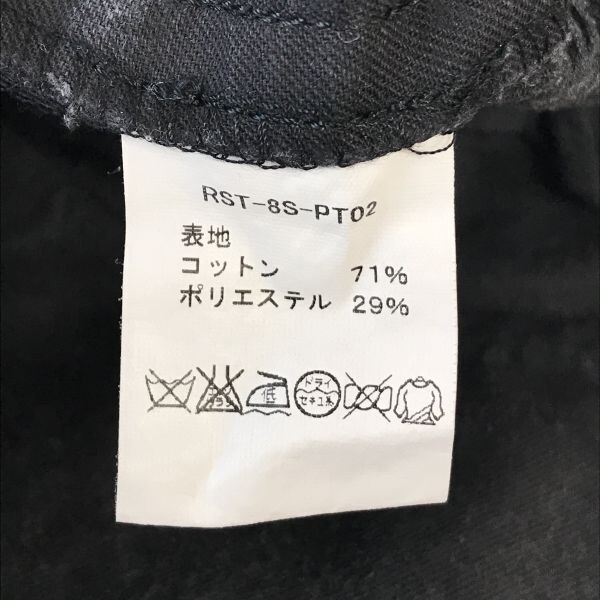 RST-8S-PT02
表地
コットン 71%
ポリエステル 29%
低
ドライ
セキユ系